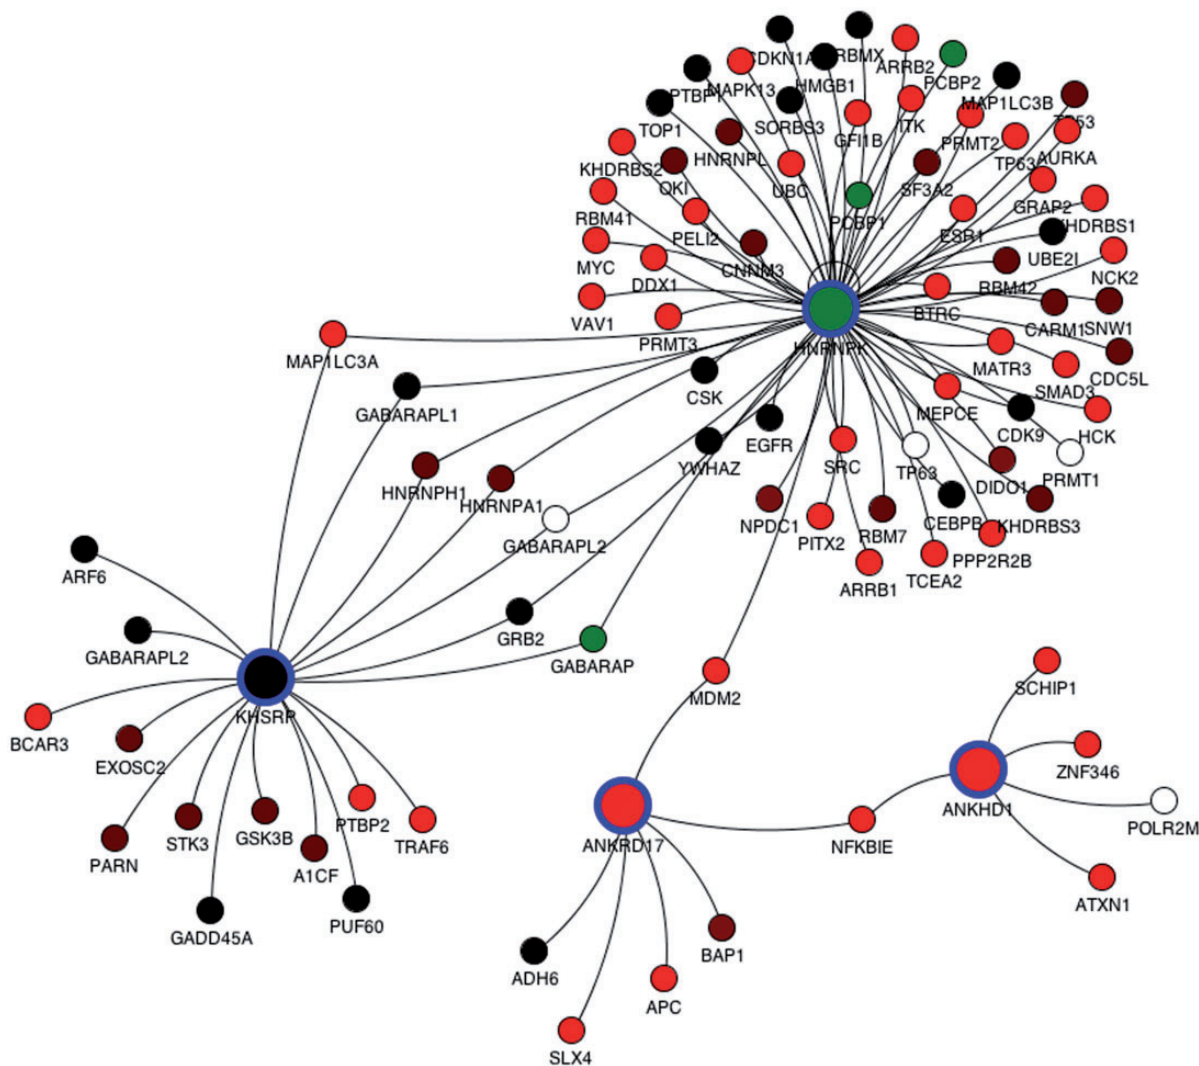 CDKN1A
RBMX
ARRB2
PTBP1
MAPK13
HMGB1
PCBP2
MAP1LC3B
TOP1
SORBS3
GFI1B
ITK
TP53
KHDRBS2
HNRNPL
PRMT2
TP63
AURKA
QKI
UBC
SF3A2
GRAP2
RBM41
PELI2
PCBP1
ESR1
KHDRBS1
MYC
DDX1
CNNM3
UBE2I
NCK2
RBM42
VAV1
PRMT3
BTRC
CARM1
SNW1
HNRNPK
MAP1LC3A
MATR3
SMAD3
CDC5L
GABARAPL1
CSK
MEPCE
CDK9
HCK
EGFR
YWHAZ
SRC
TP63
DIDO1
PRMT1
HNRNPH1
HNRNPA1
NPDC1
PITX2
RBM7
CEBPB
KHDRBS3
GABARAPL2
PPP2R2B
TCEA2
ARRB1
ARF6
GRB2
GABARAP
GABARAPL2
MDM2
SCHIP1
KHSRP
BCAR3
EXOSC2
ZNF346
ANKHD1
POLR2M
PTBP2
STK3
GSK3B
TRAF6
ANKRD17
NFKBIE
PARN
A1CF
ATXN1
GADD45A
PUF60
BAP1
ADH6
APC
SLX4